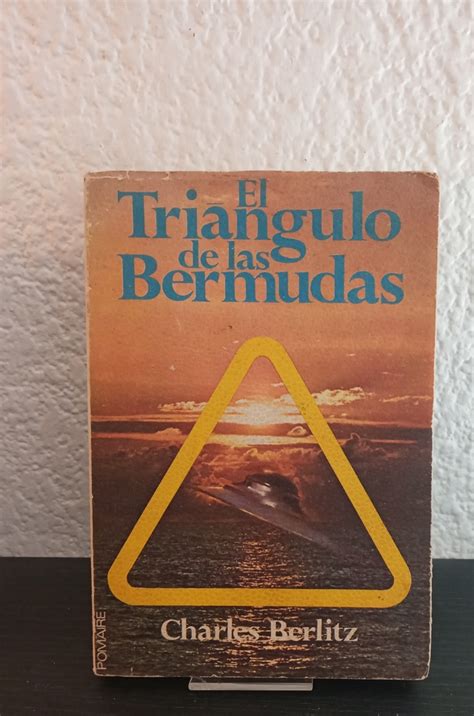 El
Triangulo
de las
Bermudas
Charles Berlitz
POMAIRE